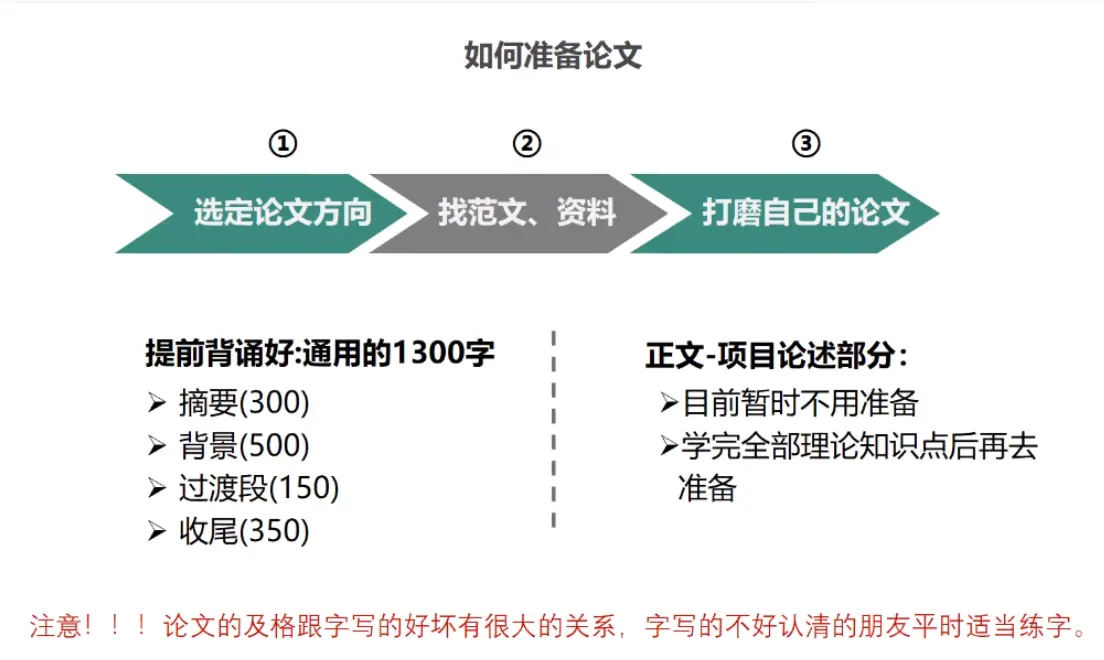 如何准备论文
① ② ③
选定论文方向 找范文、资料 打磨自己的论文
提前背诵好:通用的1300字
➢ 摘要(300)
➢ 背景(500)
➢ 过渡段(150)
➢ 收尾(350)
正文-项目论述部分：
➢目前暂时不用准备
➢学完全部理论知识点后再去
准备
注意！！！论文的及格跟字写的好坏有很大的关系，字写的不好认清的朋友平时适当练字。